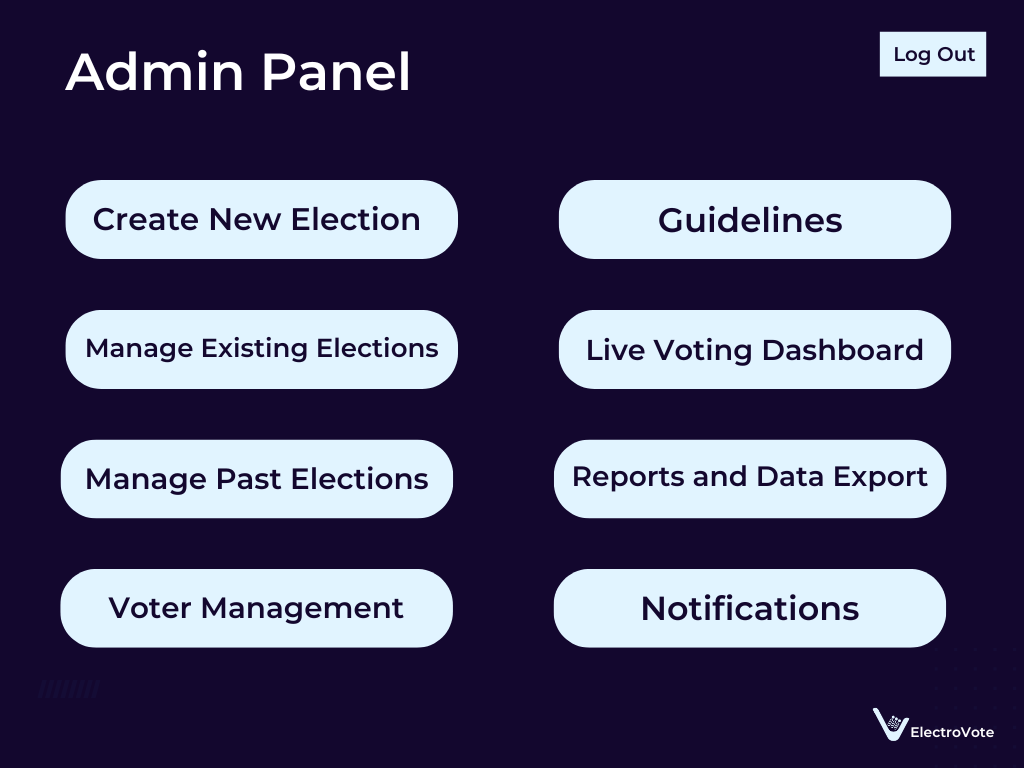 Admin Panel
Log Out
Create New Election
Guidelines
Manage Existing Elections
Live Voting Dashboard
Manage Past Elections
Reports and Data Export
Voter Management
Notifications
ElectroVote